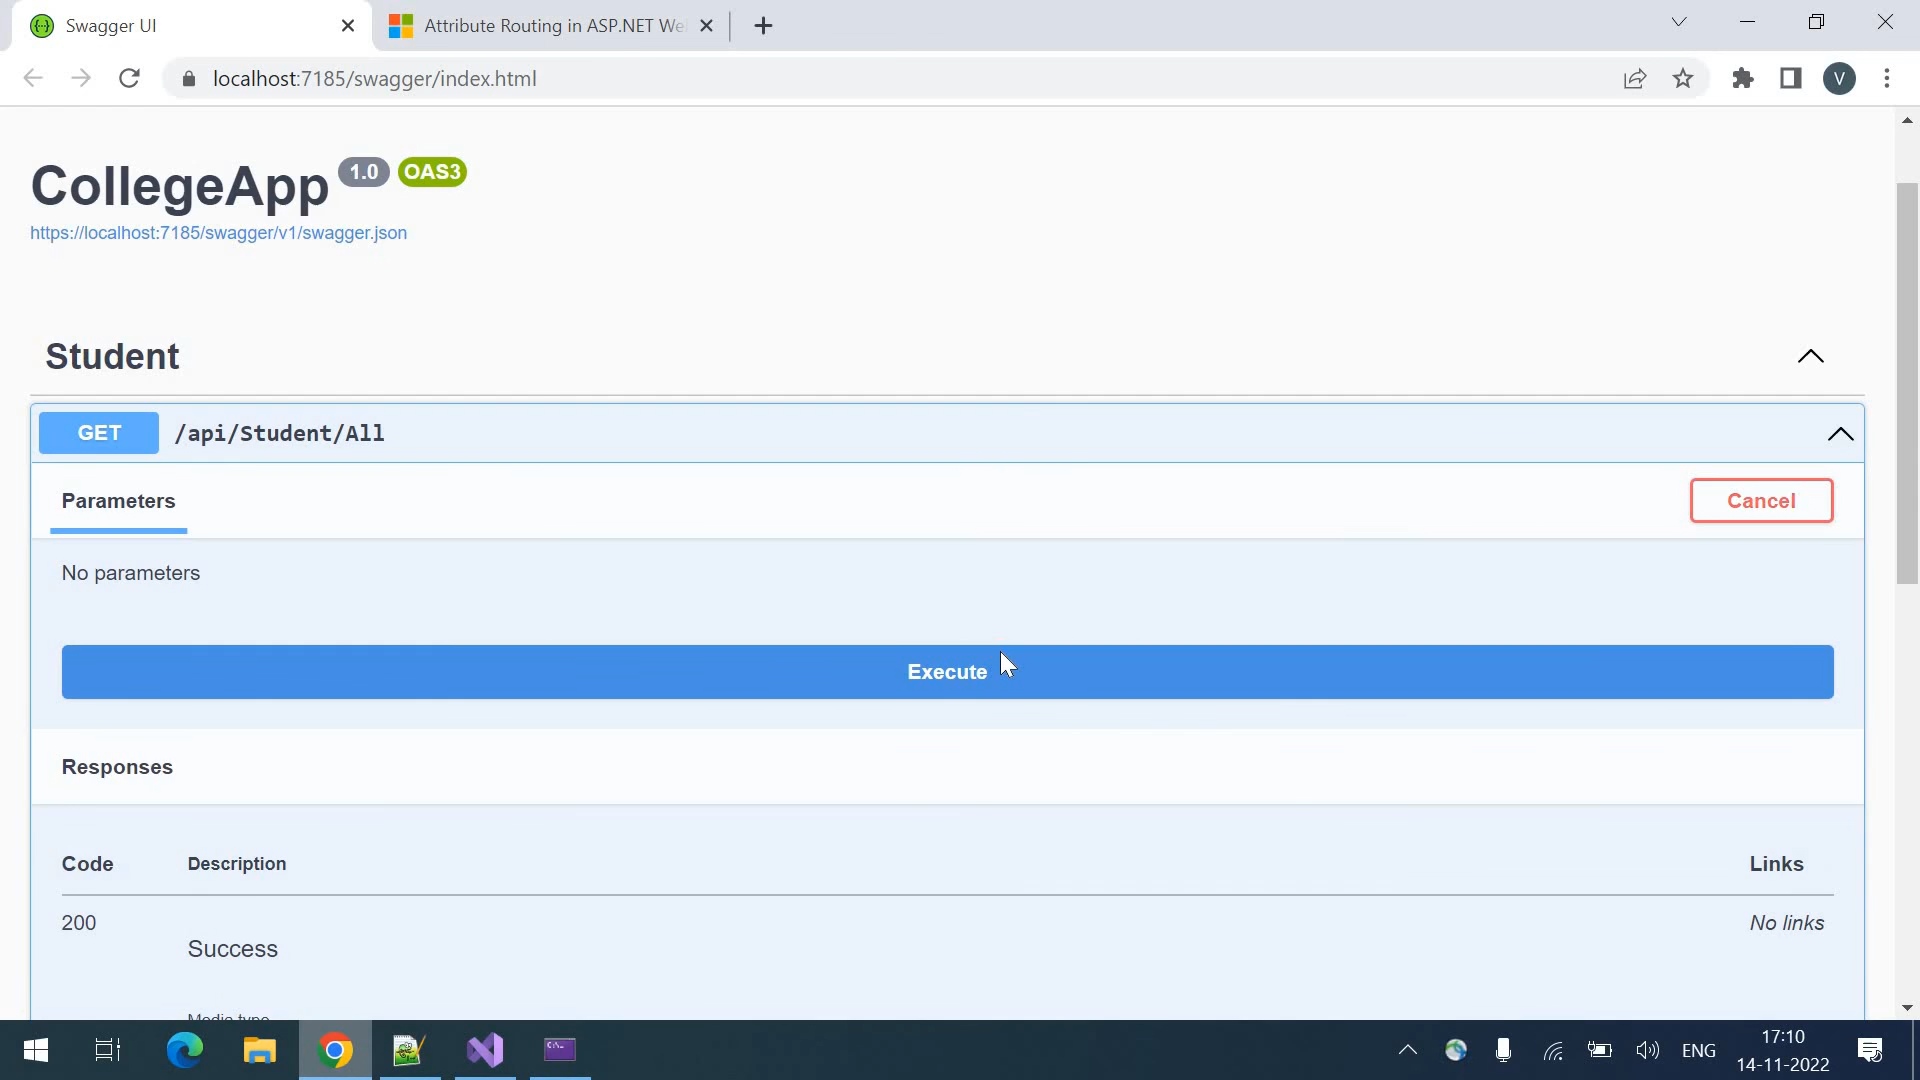 Swagger UI
Attribute Routing in ASP.NET We
localhost:7185/swagger/index.html
V
CollegeApp 1.0 OAS3
https://localhost:7185/swagger/v1/swagger.json
Student
GET /api/Student/All
Parameters
Cancel
No parameters
Execute
Responses
Code Description Links
200 No links
Success
Media type
ENG
17:10
14-11-2022